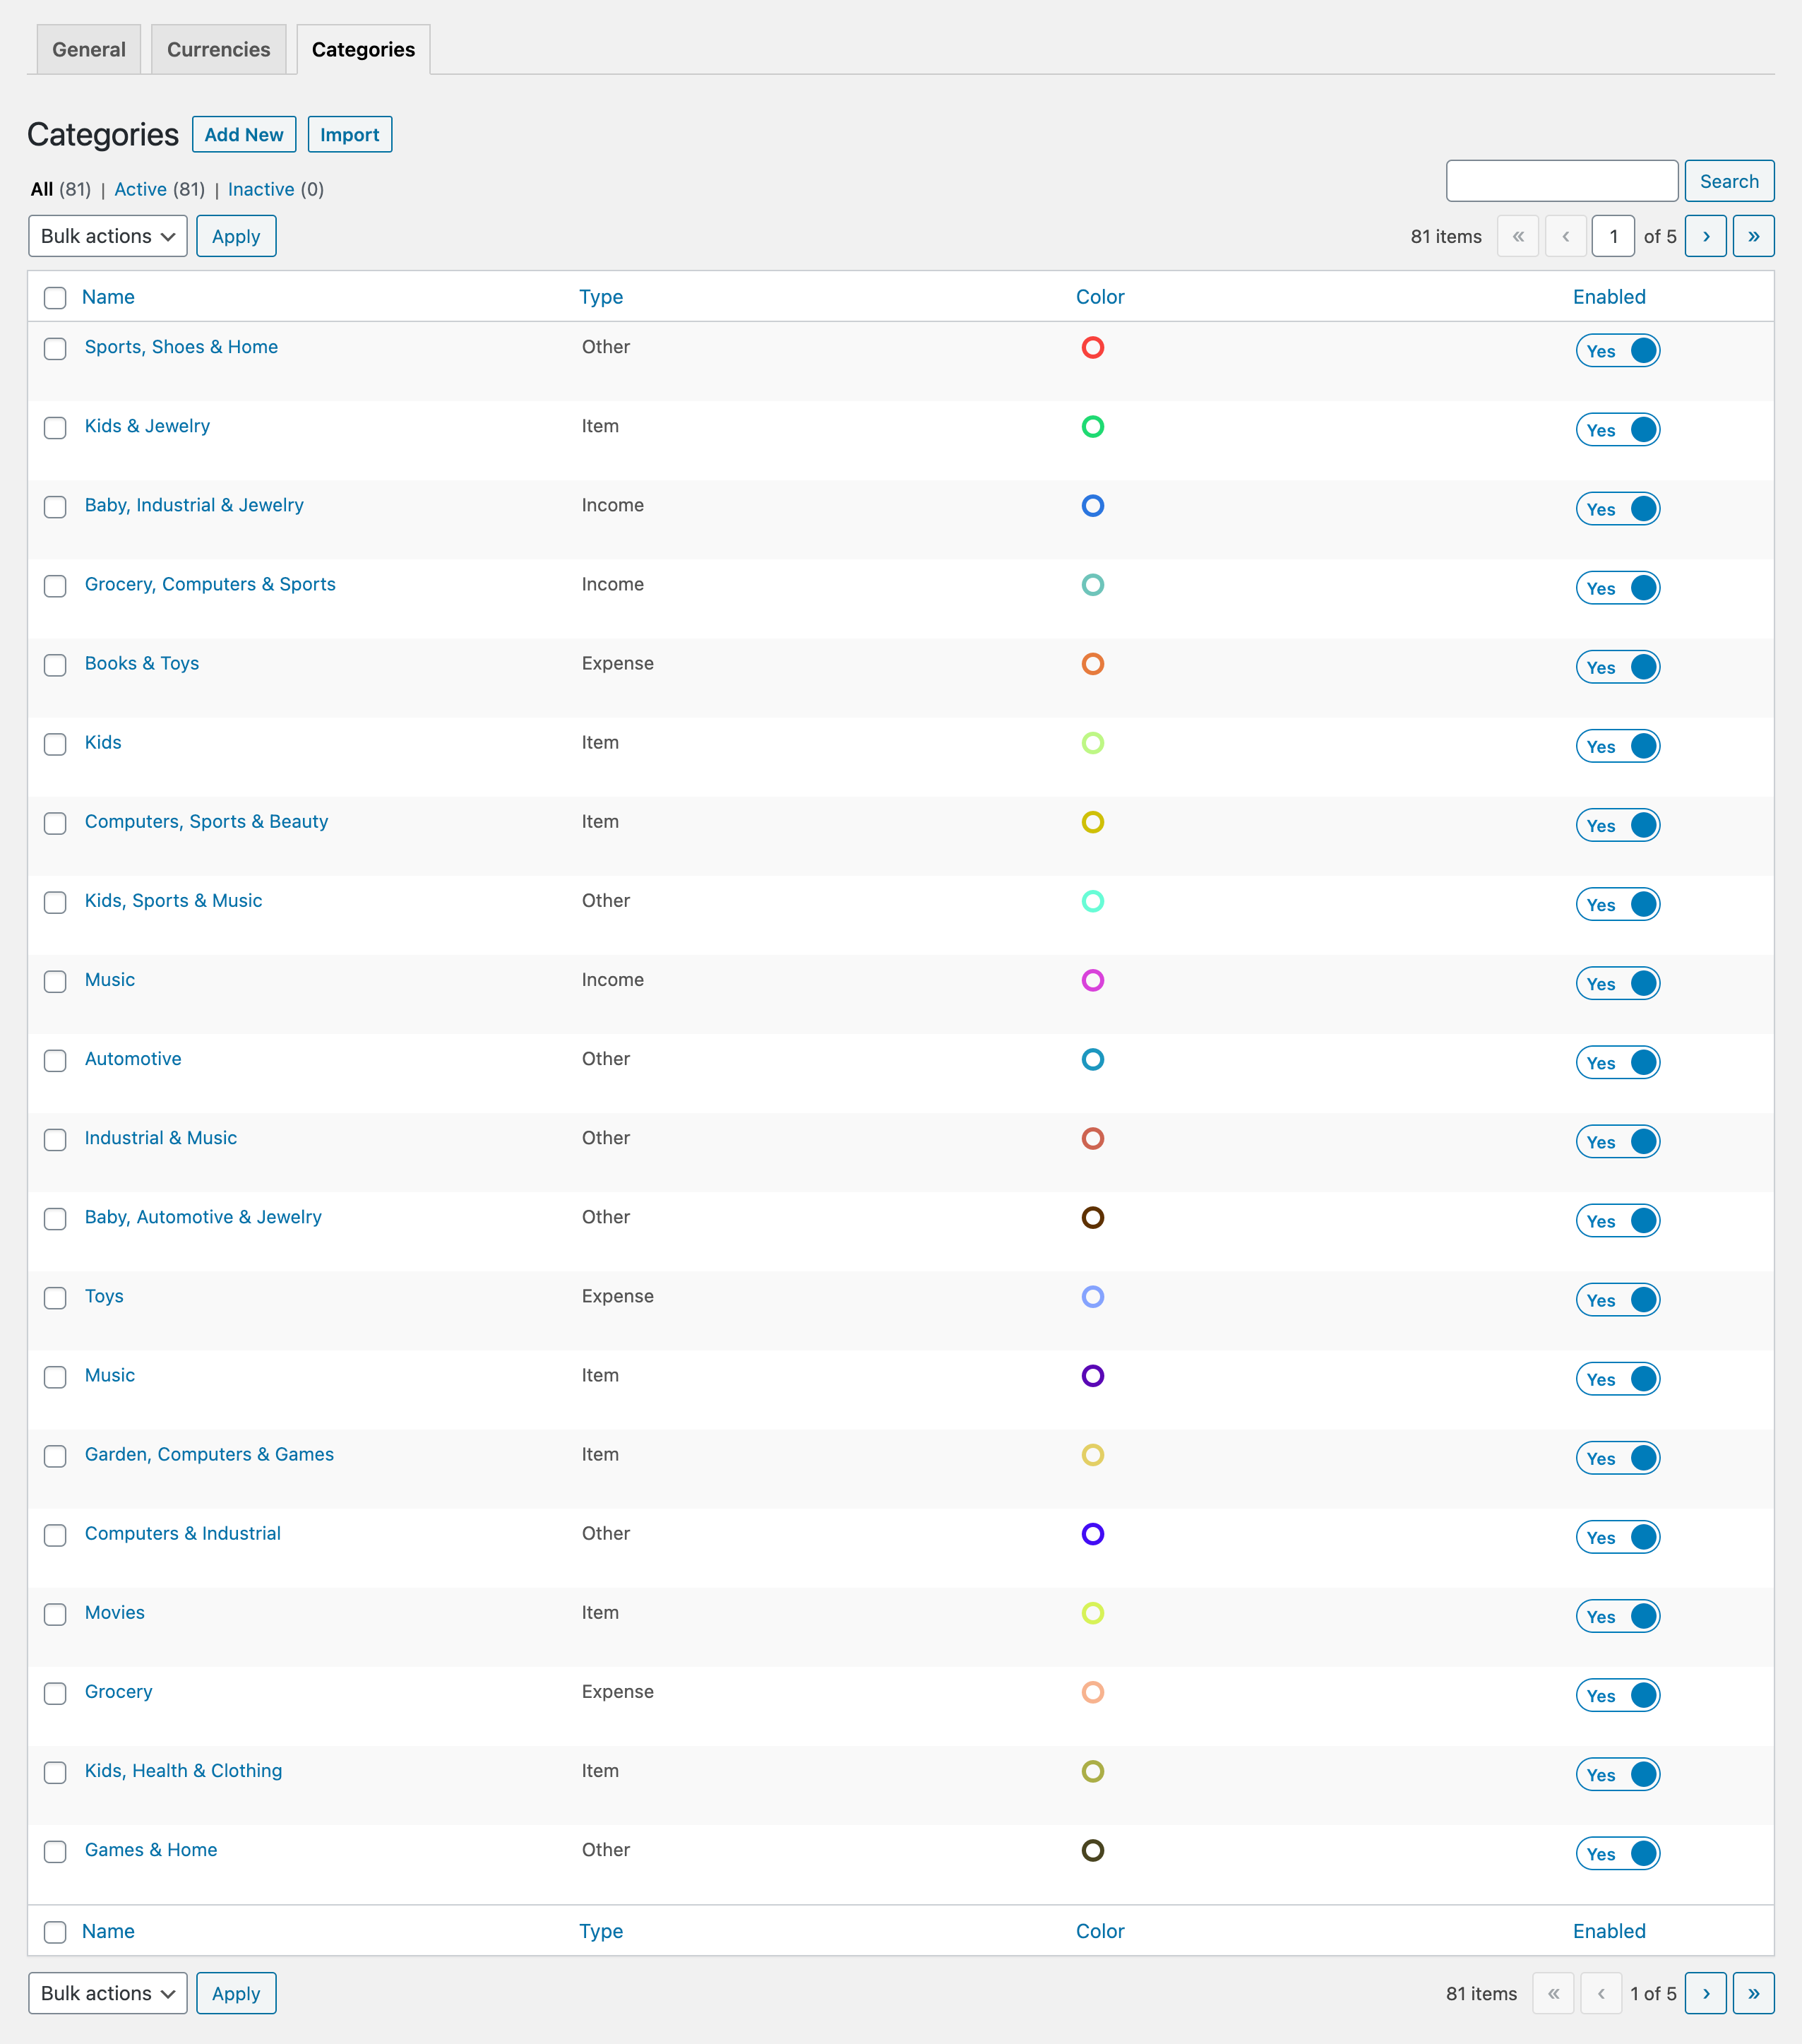 General Currencies Categories
Categories Add New Import
All (81) | Active (81) | Inactive (0)
Search
Bulk actions Apply 81 items « ‹ 1 of 5 › »
Name Type Color Enabled
Sports, Shoes & Home Other Yes
Kids & Jewelry Item Yes
Baby, Industrial & Jewelry Income Yes
Grocery, Computers & Sports Income Yes
Books & Toys Expense Yes
Kids Item Yes
Computers, Sports & Beauty Item Yes
Kids, Sports & Music Other Yes
Music Income Yes
Automotive Other Yes
Industrial & Music Other Yes
Baby, Automotive & Jewelry Other Yes
Toys Expense Yes
Music Item Yes
Garden, Computers & Games Item Yes
Computers & Industrial Other Yes
Movies Item Yes
Grocery Expense Yes
Kids, Health & Clothing Item Yes
Games & Home Other Yes
Name Type Color Enabled
Bulk actions Apply 81 items « ‹ 1 of 5 › »